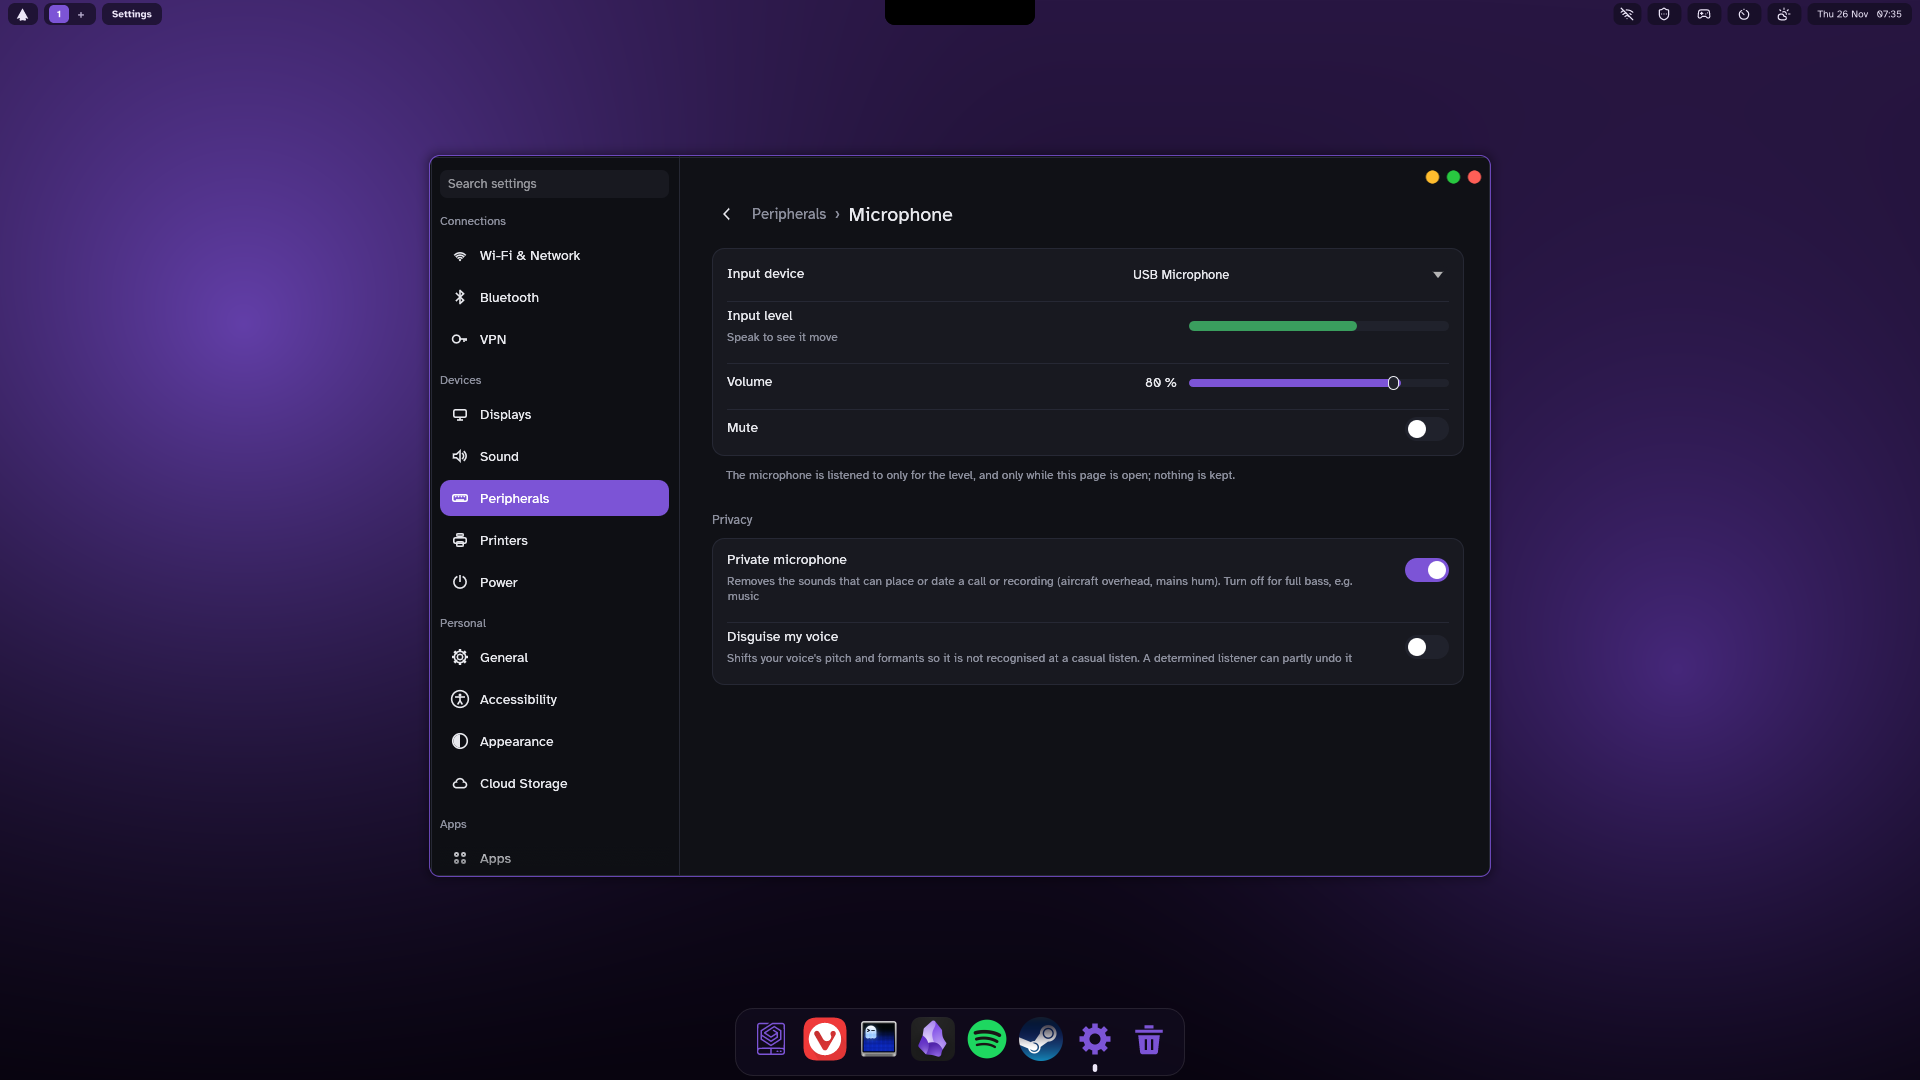 1 + Settings
Thu 26 Nov 07:35
Search settings
Connections
Wi-Fi & Network
Bluetooth
VPN
Devices
Displays
Sound
Peripherals
Printers
Power
Personal
General
Accessibility
Appearance
Cloud Storage
Apps
Apps
Peripherals › Microphone
Input device USB Microphone
Input level
Speak to see it move
Volume 80 %
Mute
The microphone is listened to only for the level, and only while this page is open; nothing is kept.
Privacy
Private microphone
Removes the sounds that can place or date a call or recording (aircraft overhead, mains hum). Turn off for full bass, e.g.
music
Disguise my voice
Shifts your voice's pitch and formants so it is not recognised at a casual listen. A determined listener can partly undo it